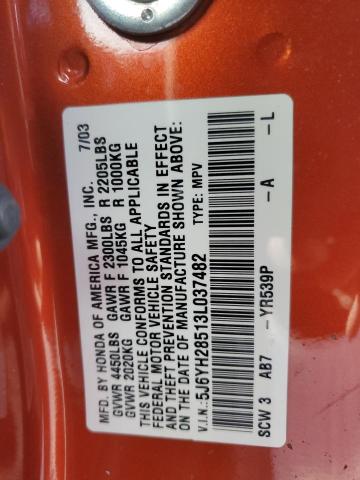 MFD. BY HONDA OF AMERICA MFG., INC. 7/03
GVWR 4450LBS GAWR F 2300LBS R 2205LBS
GVWR 2020KG GAWR F 1045KG R 1000KG
THIS VEHICLE CONFORMS TO ALL APPLICABLE
FEDERAL MOTOR VEHICLE SAFETY
AND THEFT PREVENTION STANDARDS IN EFFECT
ON THE DATE OF MANUFACTURE SHOWN ABOVE.
V.I.N.: 5J6YH28513L037482 TYPE: MPV
SCW 3 AB7 - YR539P - A - L